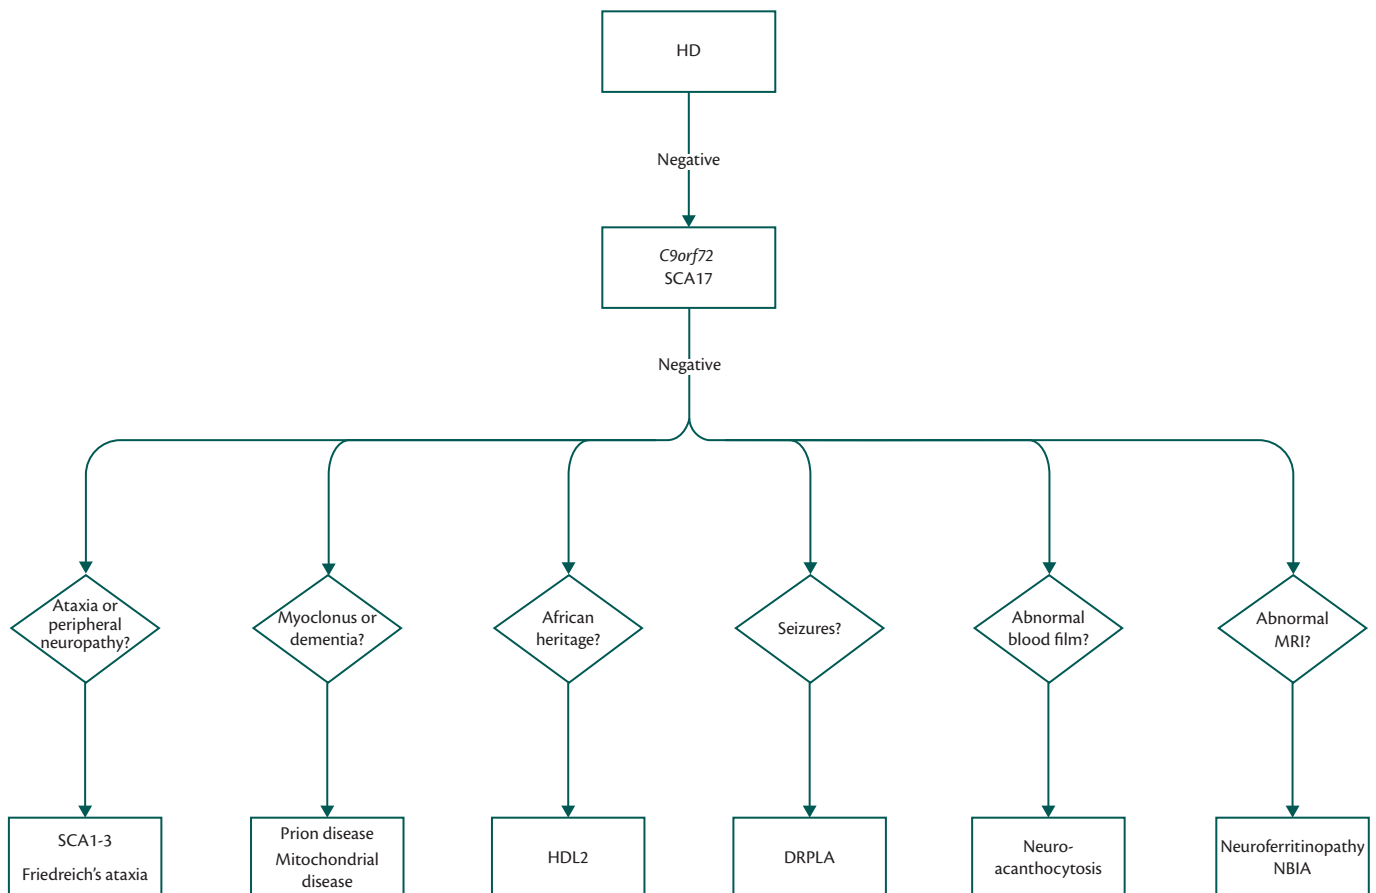 HD
Negative
C9orf72
SCA17
Negative
Ataxia or
peripheral
neuropathy?
Myoclonus or
dementia?
African
heritage?
Seizures?
Abnormal
blood film?
Abnormal
MRI?
SCA1-3
Friedreich's ataxia
Prion disease
Mitochondrial
disease
HDL2
DRPLA
Neuro-
acanthocytosis
Neuroferritinopathy
NBIA